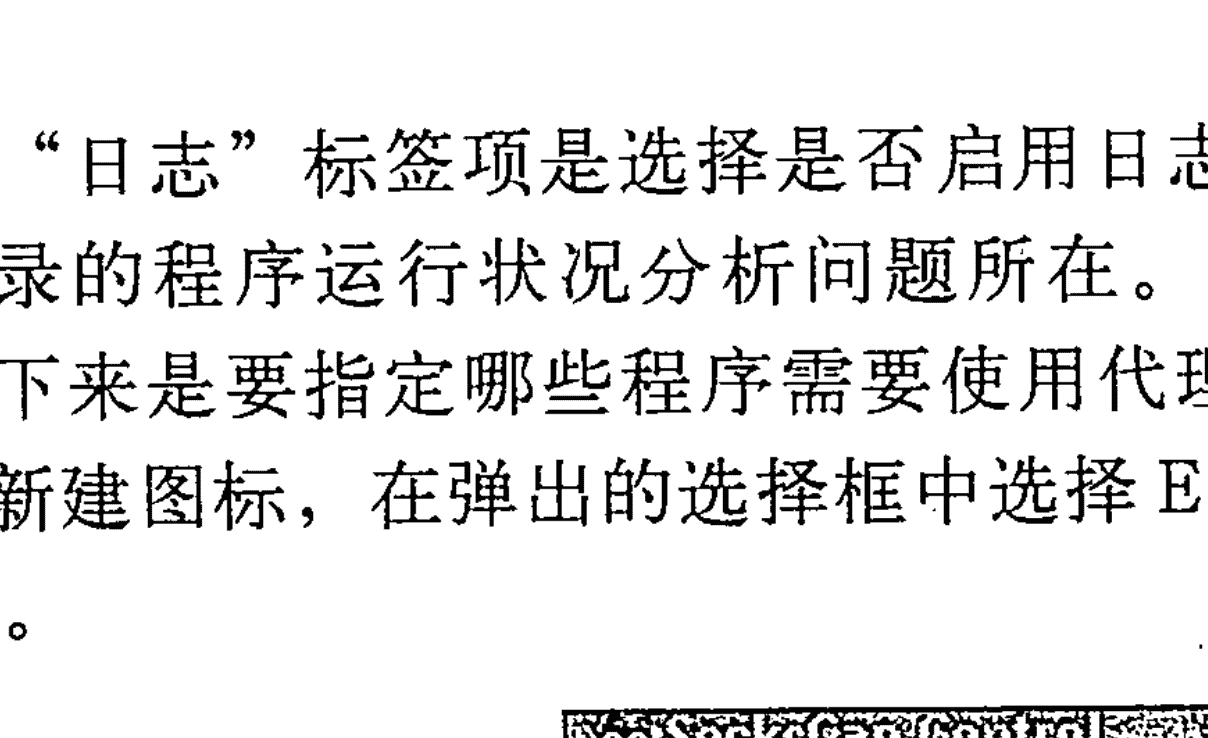 “日志”标签项是选择是否启用日志
录的程序运行状况分析问题所在。
下来是要指定哪些程序需要使用代理
新建图标，在弹出的选择框中选择E
。